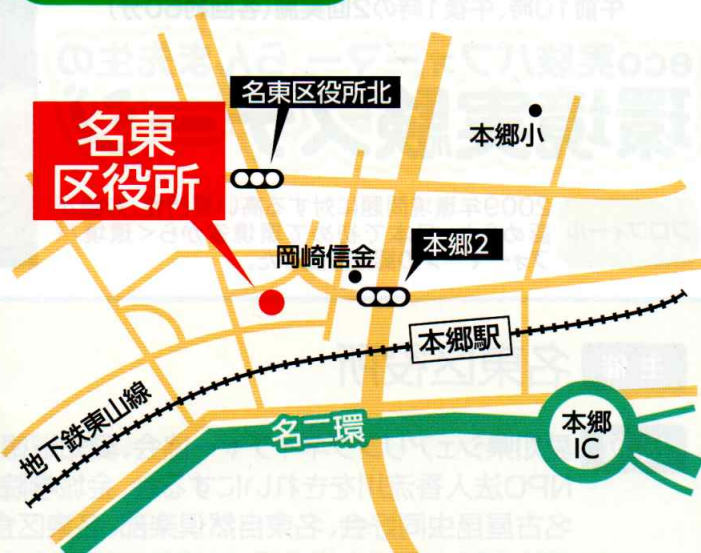 名東区役所北
名東
区役所
本郷小
岡崎信金
本郷2
本郷駅
地下鉄東山線
名二環
本郷
IC